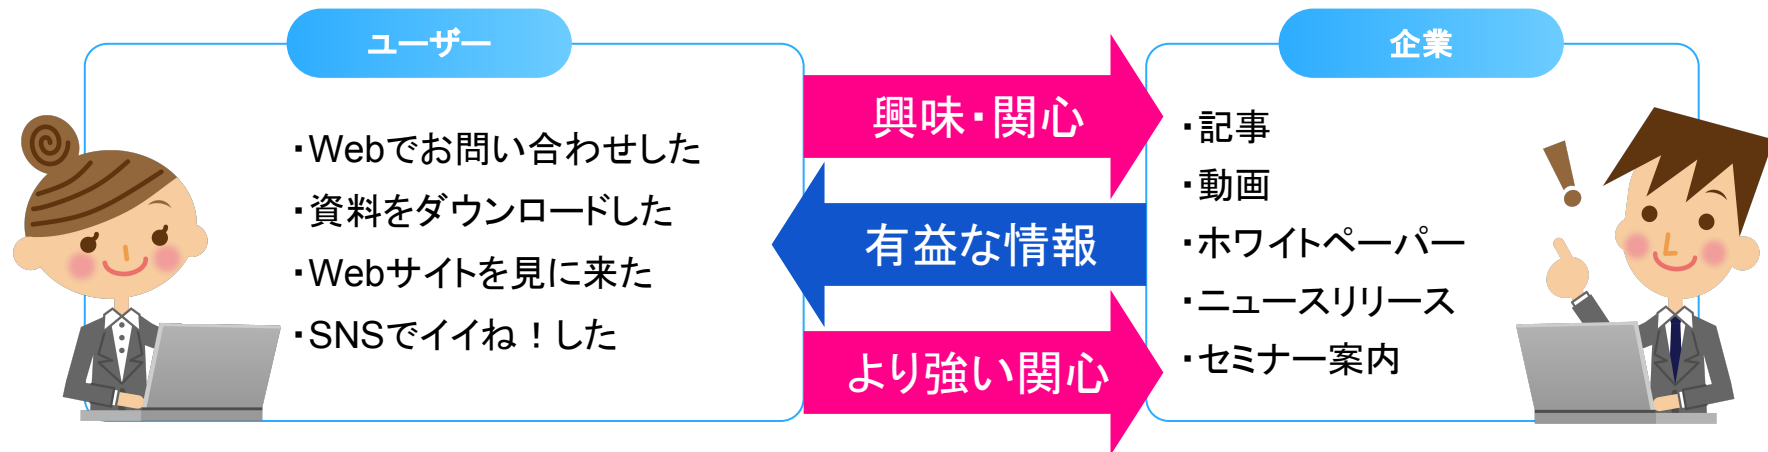 ユーザー
・Webでお問い合わせした
・資料をダウンロードした
・Webサイトを見に来た
・SNSでイイね！した
興味・関心
有益な情報
より強い関心
企業
・記事
・動画
・ホワイトペーパー
・ニュースリリース
・セミナー案内